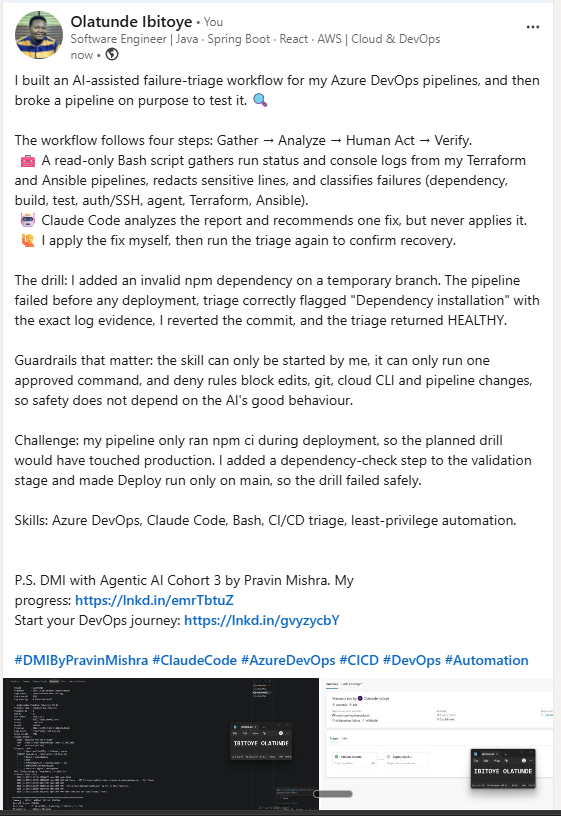 Olatunde Ibitoye • You
Software Engineer | Java · Spring Boot · React · AWS | Cloud & DevOps
now •
I built an AI-assisted failure-triage workflow for my Azure DevOps pipelines, and then
broke a pipeline on purpose to test it. 🔍
The workflow follows four steps: Gather → Analyze → Human Act → Verify.
🧰 A read-only Bash script gathers run status and console logs from my Terraform
and Ansible pipelines, redacts sensitive lines, and classifies failures (dependency,
build, test, auth/SSH, agent, Terraform, Ansible).
🤖 Claude Code analyzes the report and recommends one fix, but never applies it.
🙋 I apply the fix myself, then run the triage again to confirm recovery.
The drill: I added an invalid npm dependency on a temporary branch. The pipeline
failed before any deployment, triage correctly flagged "Dependency installation" with
the exact log evidence, I reverted the commit, and the triage returned HEALTHY.
Guardrails that matter: the skill can only be started by me, it can only run one
approved command, and deny rules block edits, git, cloud CLI and pipeline changes,
so safety does not depend on the AI's good behaviour.
Challenge: my pipeline only ran npm ci during deployment, so the planned drill
would have touched production. I added a dependency-check step to the validation
stage and made Deploy run only on main, so the drill failed safely.
Skills: Azure DevOps, Claude Code, Bash, CI/CD triage, least-privilege automation.
P.S. DMI with Agentic AI Cohort 3 by Pravin Mishra. My
progress: https://lnkd.in/emrTbtuZ
Start your DevOps journey: https://lnkd.in/gvyzycbY
#DMIByPravinMishra #ClaudeCode #AzureDevOps #CICD #DevOps #Automation
IBITOYE OLATUNDE
IBITOYE OLATUNDE